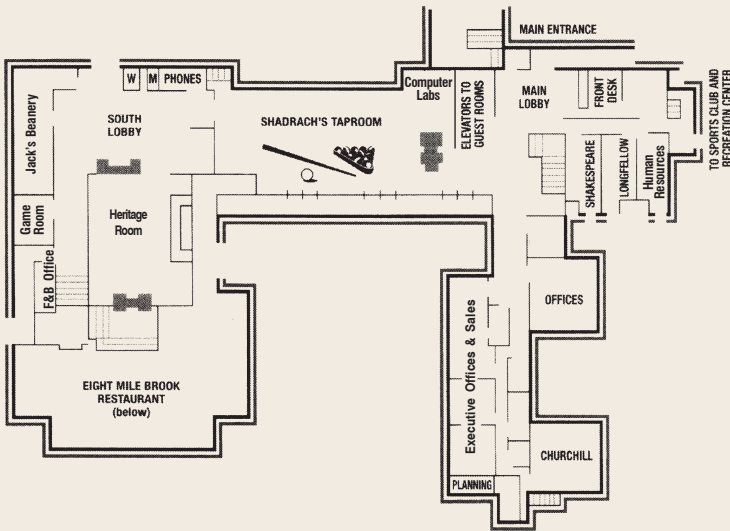 MAIN ENTRANCE
W
M
PHONES
Computer
Labs
ELEVATORS TO
GUEST ROOMS
MAIN
LOBBY
FRONT
DESK
TO SPORTS CLUB AND
RECREATION CENTER
Jack's Beanery
SOUTH
LOBBY
SHADRACH'S TAPROOM
SHAKESPEARE
LONGFELLOW
Human
Resources
Game
Room
Heritage
Room
F&B Office
OFFICES
Executive Offices & Sales
EIGHT MILE BROOK
RESTAURANT
(below)
CHURCHILL
PLANNING